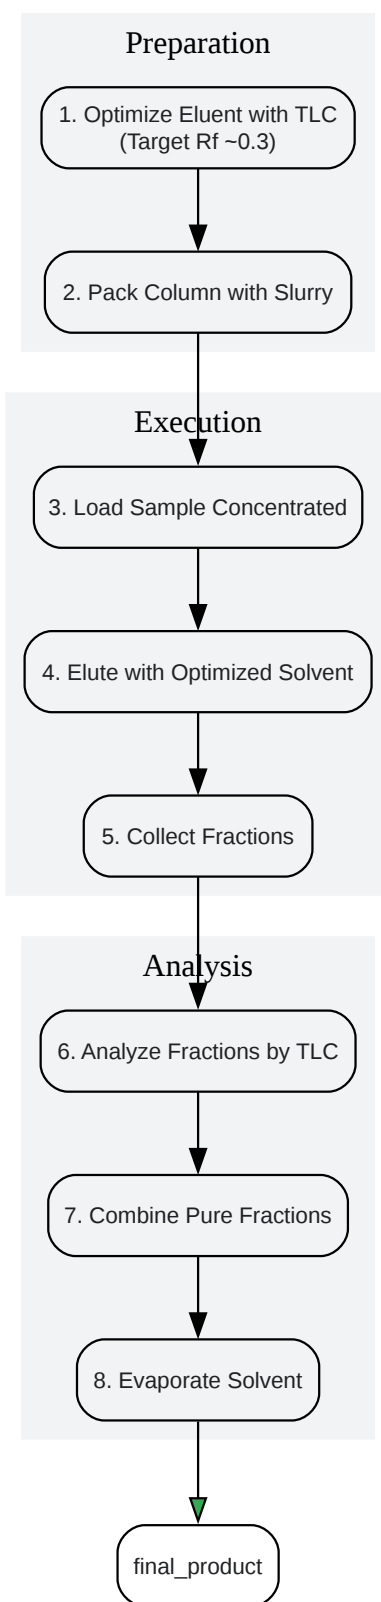 Preparation
1. Optimize Eluent with TLC
(Target Rf ~0.3)
2. Pack Column with Slurry
Execution
3. Load Sample Concentrated
4. Elute with Optimized Solvent
5. Collect Fractions
Analysis
6. Analyze Fractions by TLC
7. Combine Pure Fractions
8. Evaporate Solvent
final_product